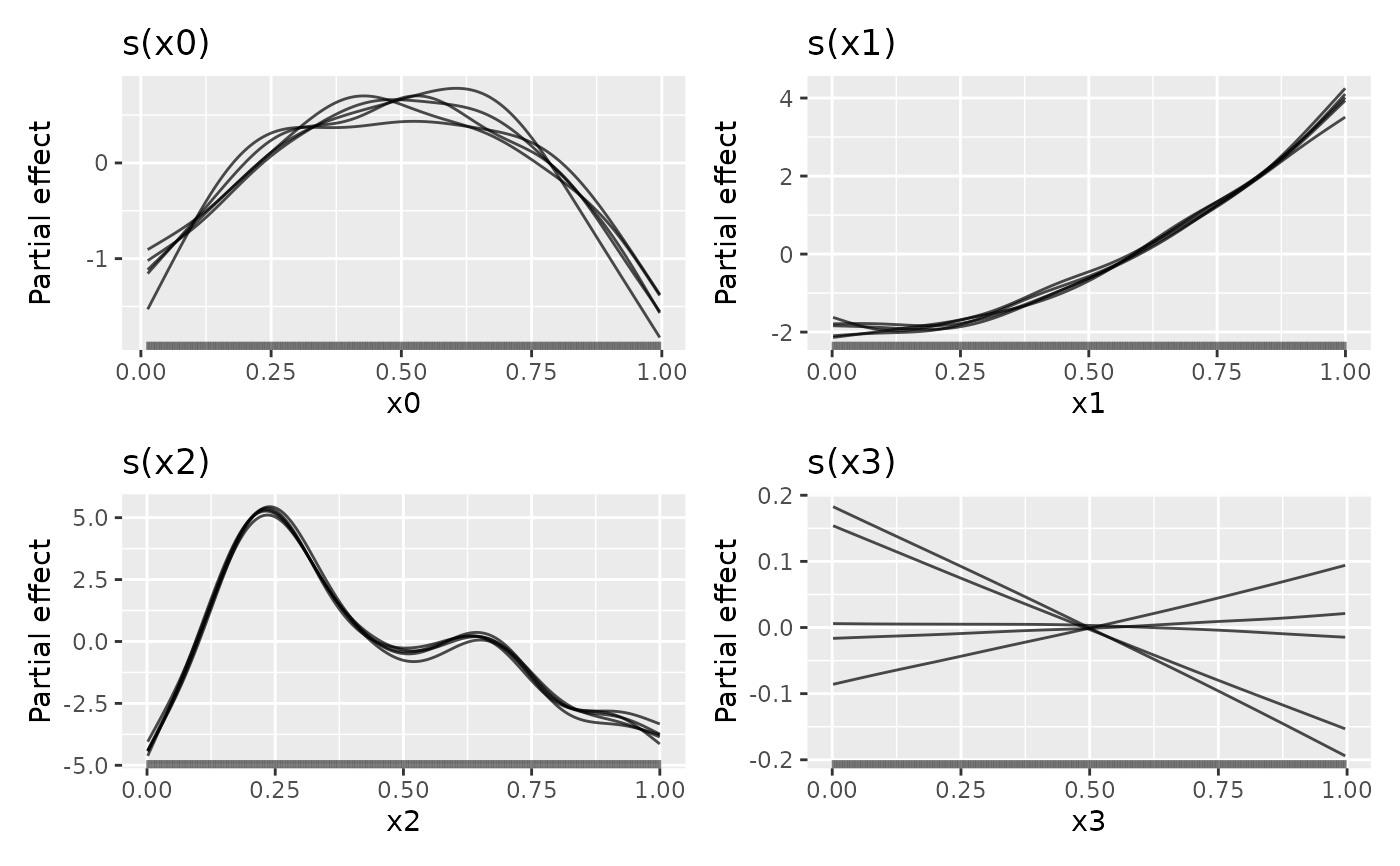 s(x0)
Partial effect
0
-1
0.00 0.25 0.50 0.75 1.00
x0
s(x1)
Partial effect
4
2
0
-2
0.00 0.25 0.50 0.75 1.00
x1
s(x2)
Partial effect
5.0
2.5
0.0
-2.5
-5.0
0.00 0.25 0.50 0.75 1.00
x2
s(x3)
Partial effect
0.2
0.1
0.0
-0.1
-0.2
0.00 0.25 0.50 0.75 1.00
x3